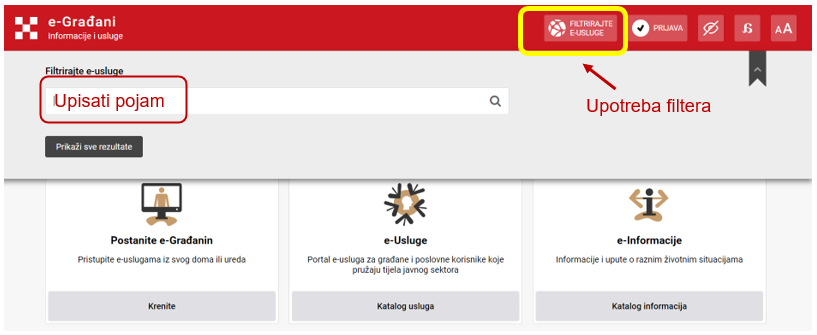 e-Građani
Informacije i usluge
FILTRIRAJTE
E-USLUGE
PRIJAVA
AA
Filtrirajte e-usluge
Upisati pojam
Upotreba filtera
Prikaži sve rezultate
Postanite e-Građanin
Pristupite e-uslugama iz svog doma ili ureda
Krenite
e-Usluge
Portal e-usluga za građane i poslovne korisnike koje
pružaju tijela javnog sektora
Katalog usluga
e-Informacije
Informacije i upute o raznim životnim situacijama
Katalog informacija